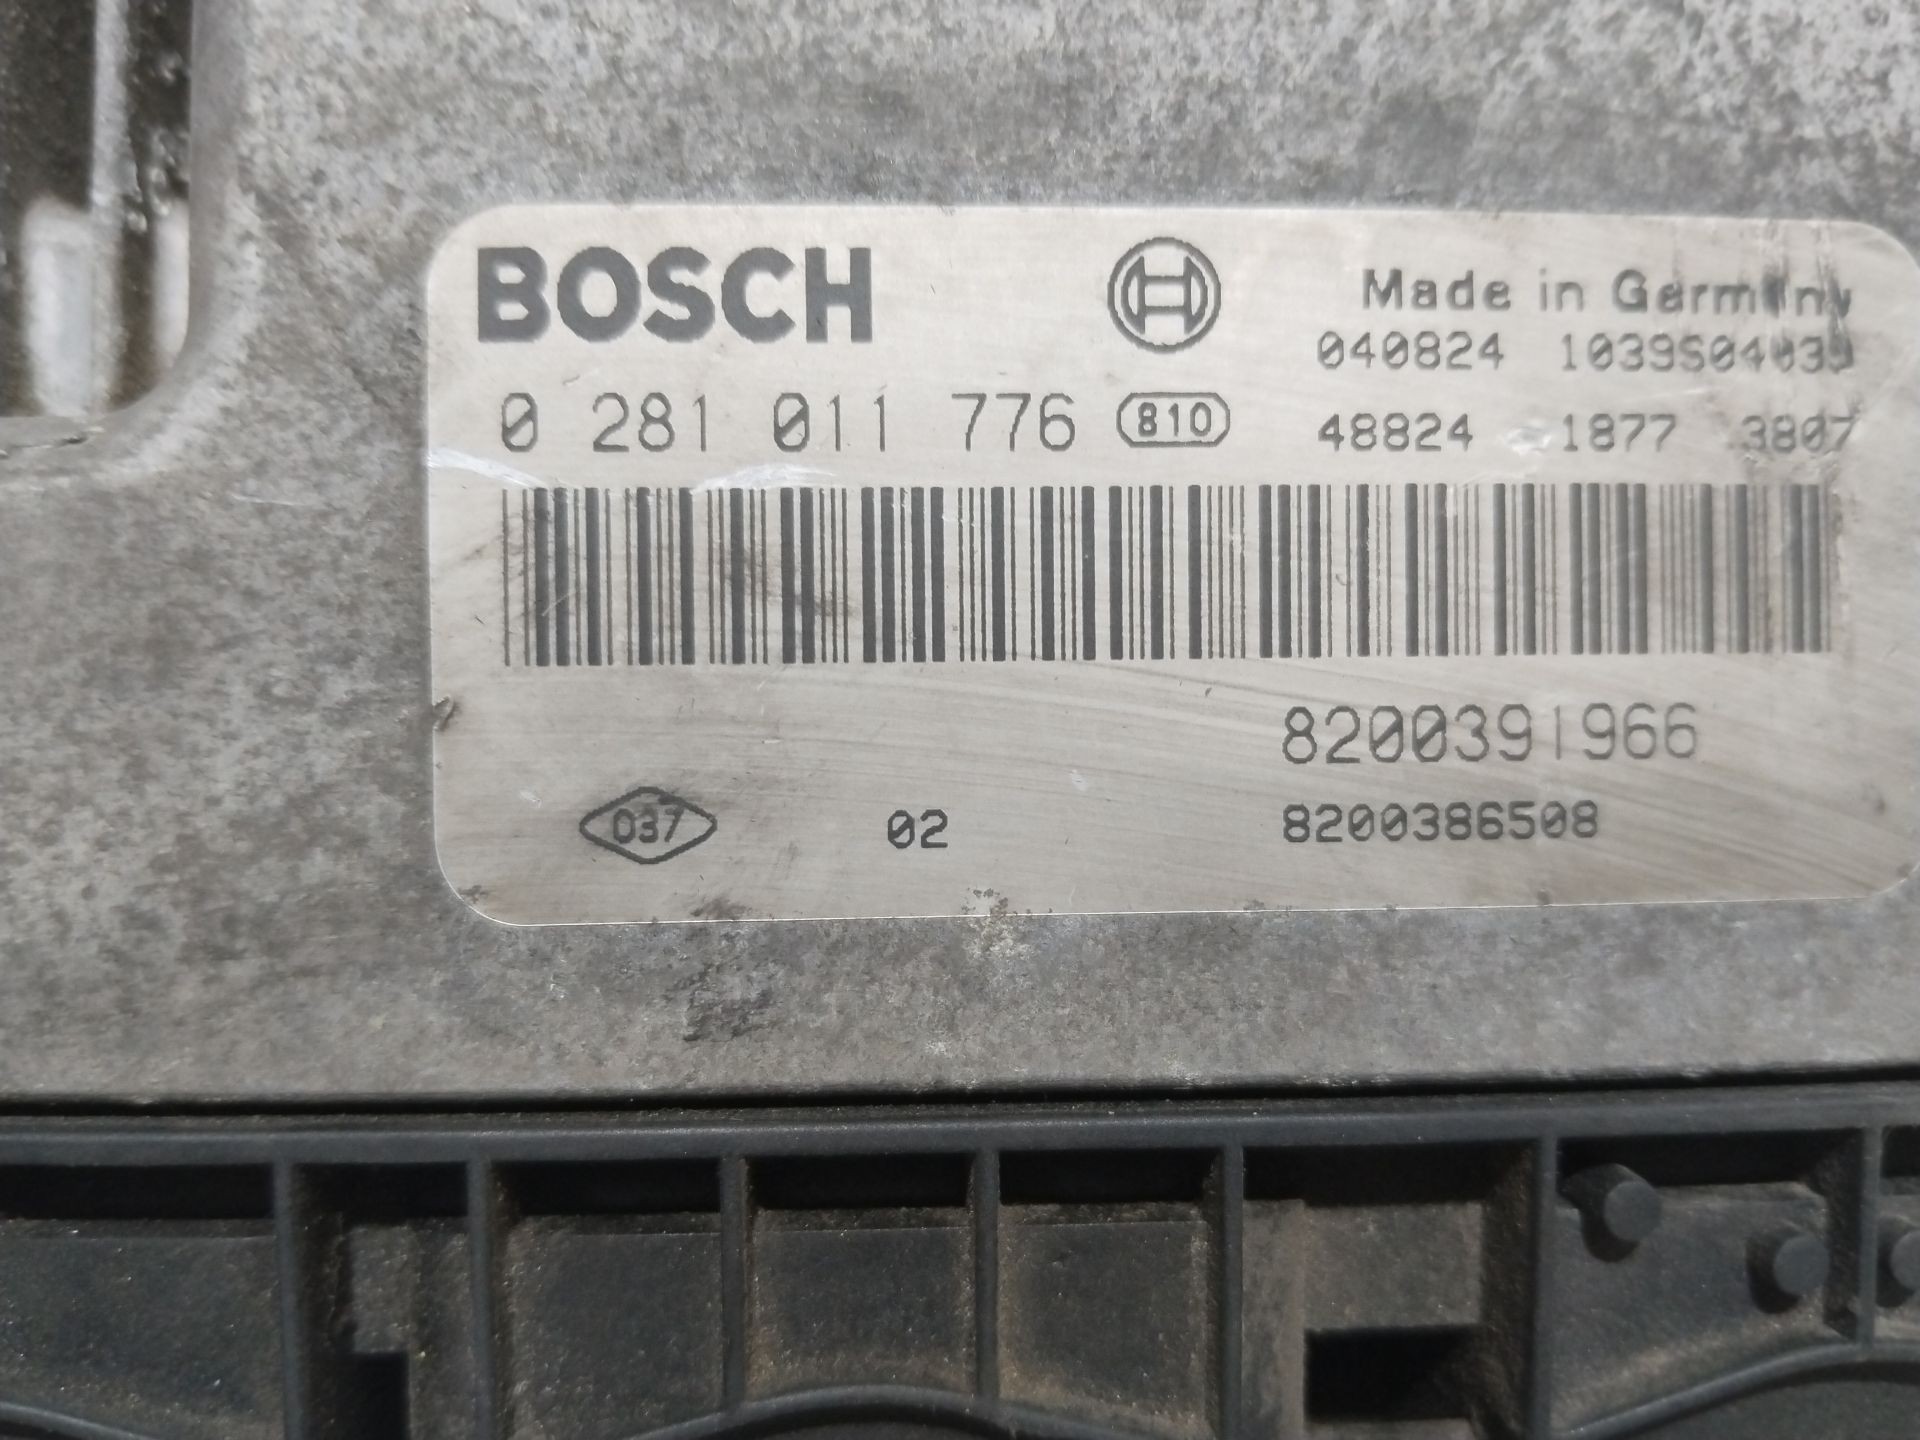 BOSCH
Made in Germany
040824 1039S04039
0 281 011 776 810 48824 1877 3807
8200391966
037 02 8200386508